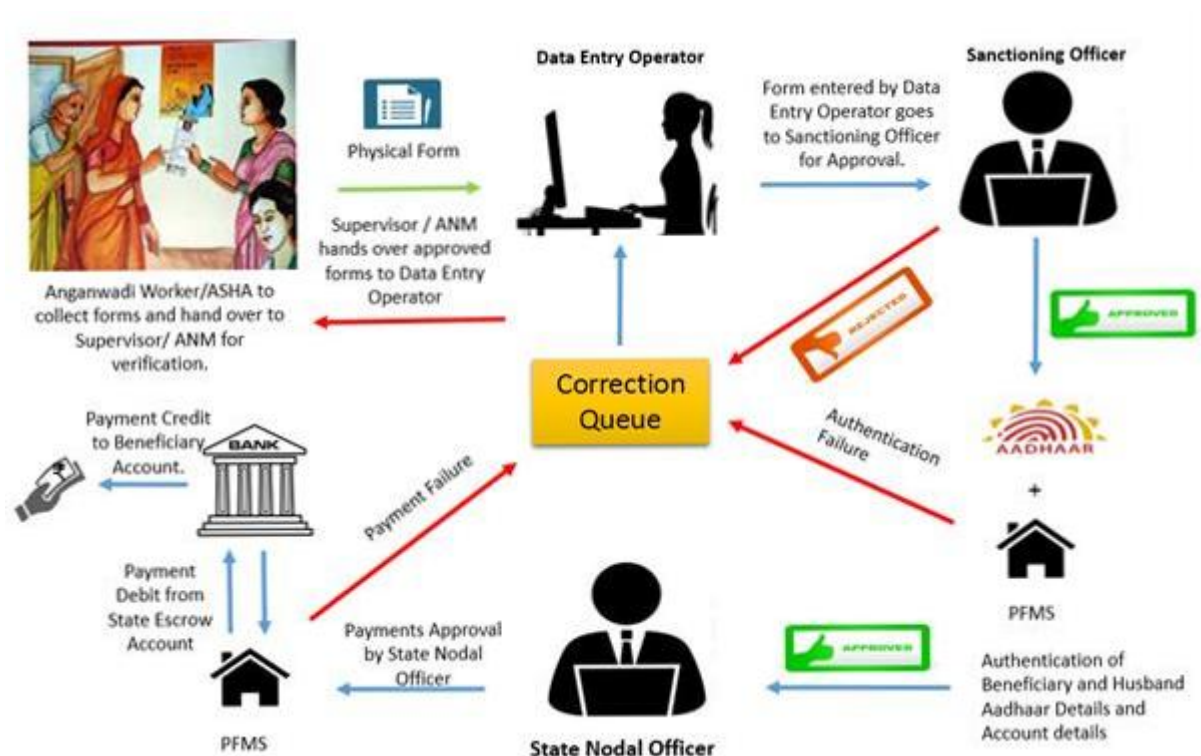 Data Entry Operator
Sanctioning Officer
Physical Form
Form entered by Data
Entry Operator goes
to Sanctioning Officer
for Approval.
Supervisor / ANM
hands over approved
forms to Data Entry
Operator
Anganwadi Worker/ASHA to
collect forms and hand over to
Supervisor/ ANM for
verification.
REJECTED
APPROVED
Correction
Queue
Authentication
Failure
AADHAAR
+
PFMS
Payment Credit
to Beneficiary
Account.
BANK
Payment Failure
Payment
Debit from
State Escrow
Account
PFMS
Payments Approval
by State Nodal
Officer
State Nodal Officer
APPROVED
Authentication of
Beneficiary and Husband
Aadhaar Details and
Account details